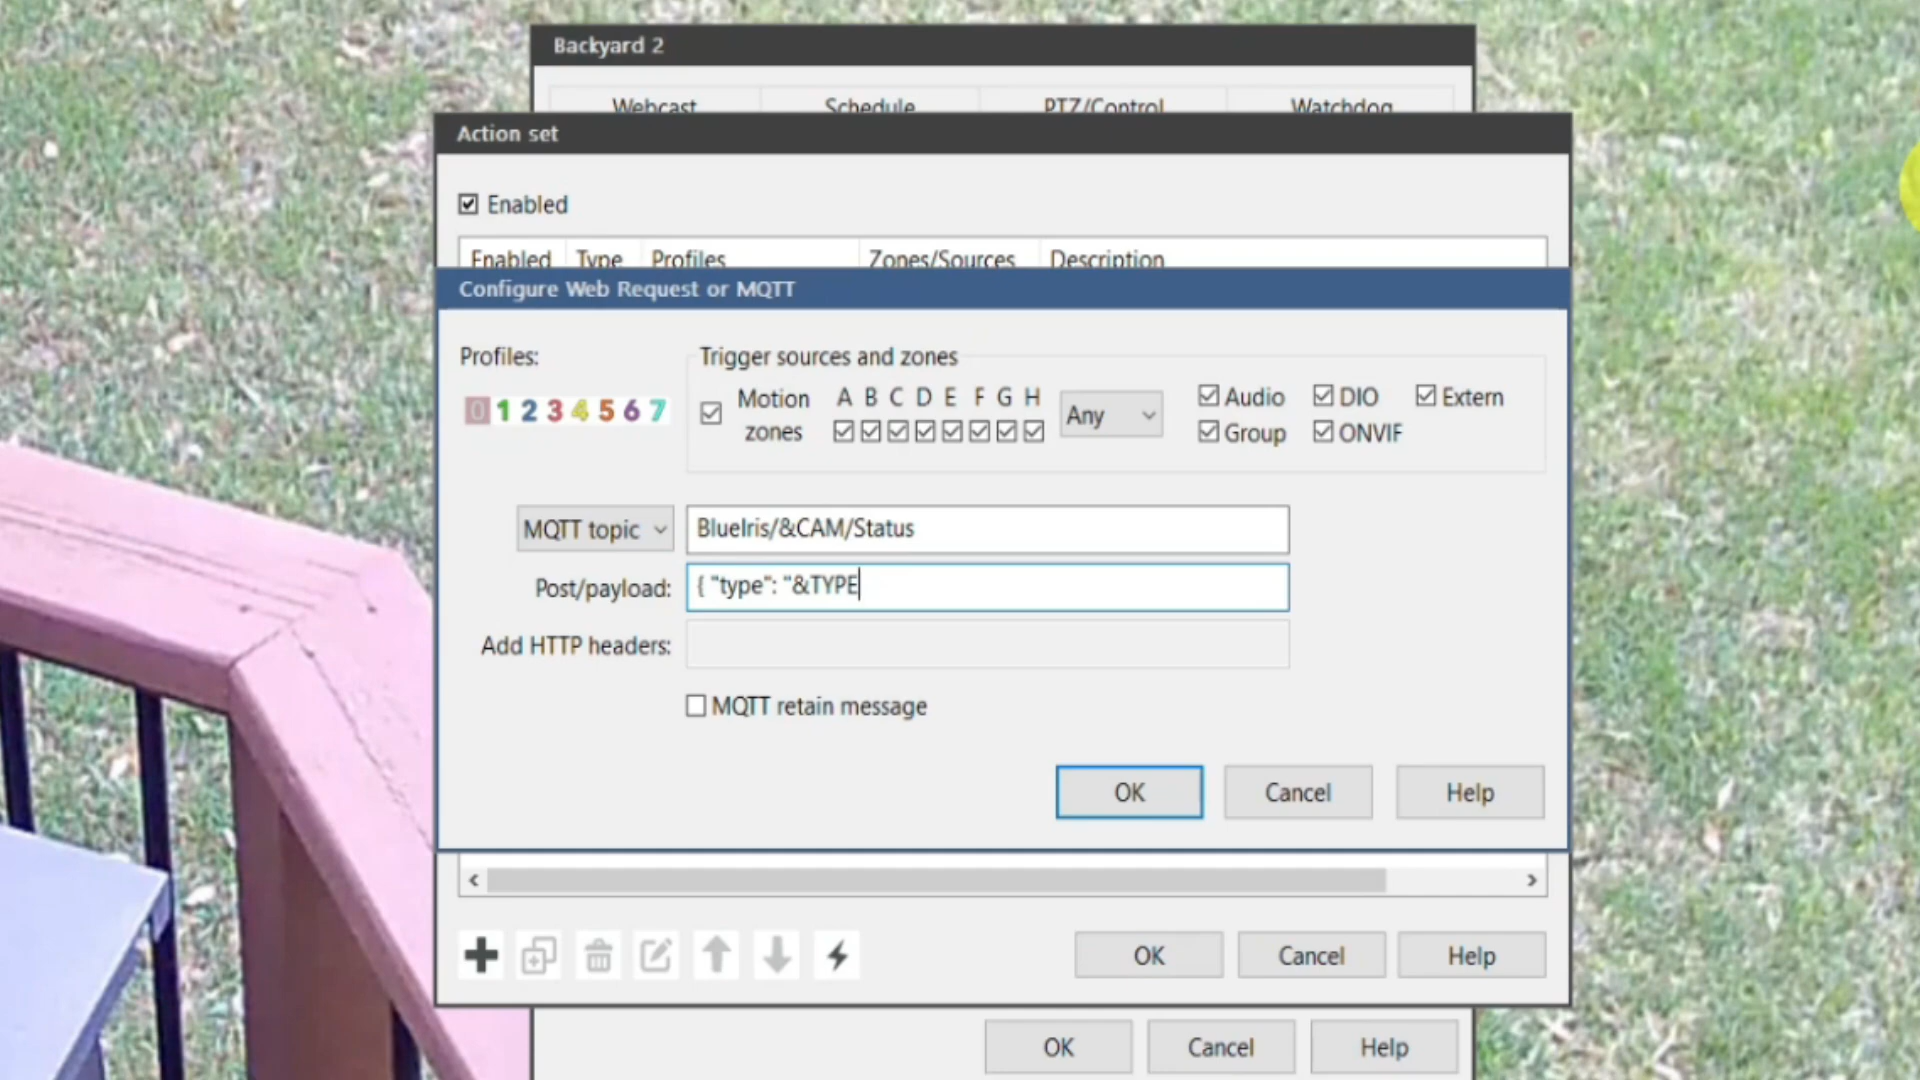 Backyard 2
Webcast Schedule PTZ/Control Watchdog
Action set
Enabled
Enabled Type Profiles Zones/Sources Description
Configure Web Request or MQTT
Profiles: Trigger sources and zones
0 1 2 3 4 5 6 7
Motion zones
A B C D E F G H
Any
Audio DIO Extern
Group ONVIF
MQTT topic BlueIris/&CAM/Status
Post/payload: { "type": "&TYPE
Add HTTP headers:
MQTT retain message
OK Cancel Help
OK Cancel Help
OK Cancel Help